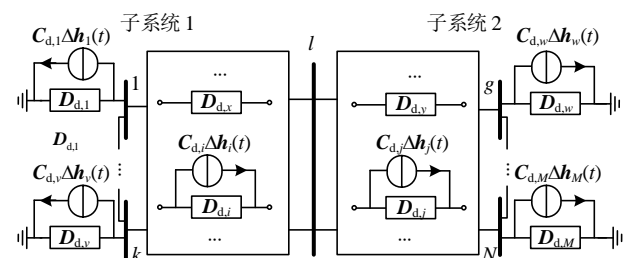 子系统 1
子系统 2
C_{d,1}Δh_1(t)
l
C_{d,w}Δh_w(t)
D_{d,1}
1
...
D_{d,x}
...
D_{d,y}
g
D_{d,w}
D_{d,1}
C_{d,i}Δh_i(t)
C_{d,j}Δh_j(t)
C_{d,v}Δh_v(t)
...
D_{d,i}
D_{d,j}
...
C_{d,M}Δh_M(t)
D_{d,v}
k
...
...
N
D_{d,M}